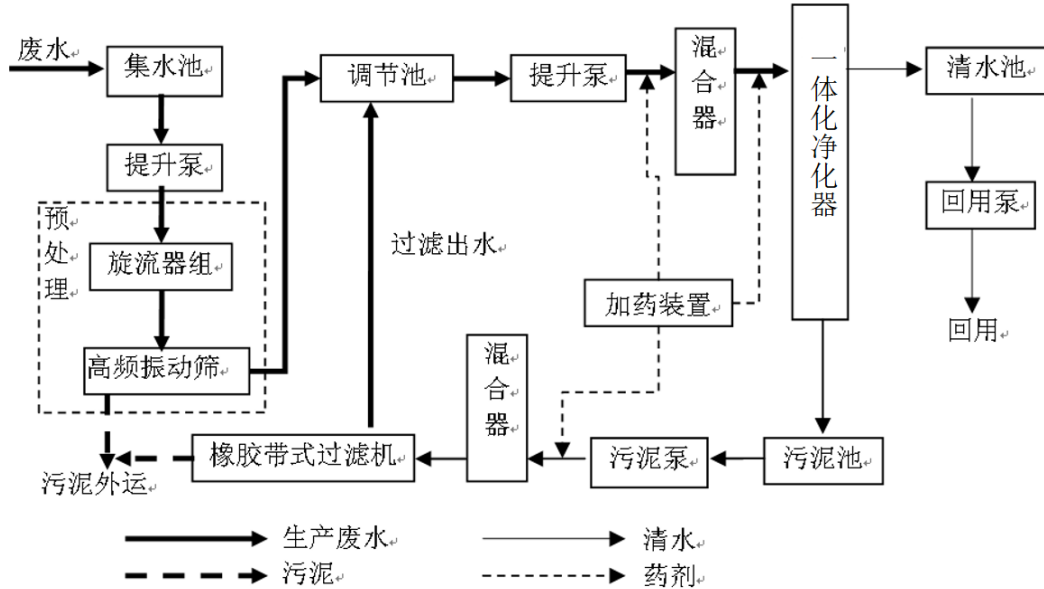 废水
集水池
提升泵
预处理
旋流器组
高频振动筛
污泥外运
调节池
提升泵
混合器
一体化净化器
清水池
回用泵
回用
过滤出水
加药装置
混合器
橡胶带式过滤机
污泥泵
污泥池
生产废水
清水
污泥
药剂